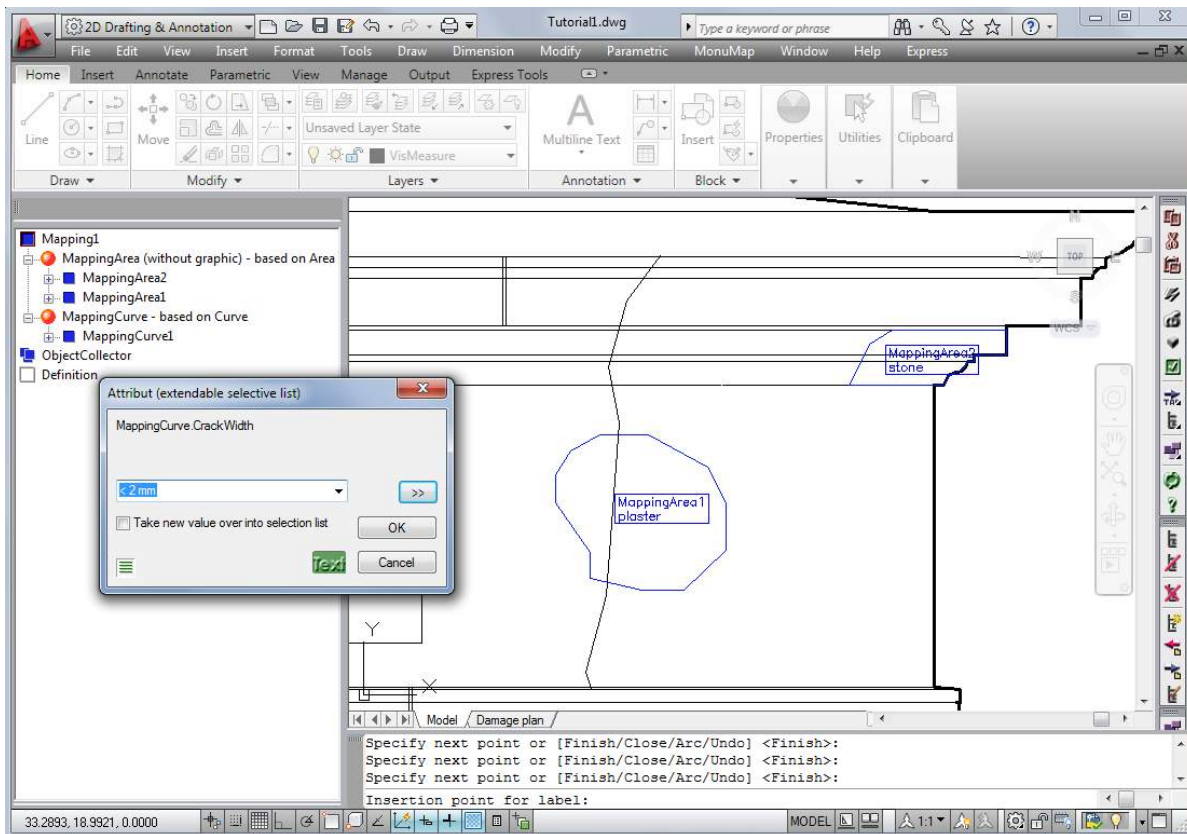 2D Drafting & Annotation
Tutorial1.dwg
Type a keyword or phrase
File Edit View Insert Format Tools Draw Dimension Modify Parametric MonuMap Window Help Express
Home Insert Annotate Parametric View Manage Output Express Tools
Line
Move
Unsaved Layer State
VisMeasure
Multiline Text
Insert
Properties
Utilities
Clipboard
Draw
Modify
Layers
Annotation
Block
Mapping1
MappingArea (without graphic) - based on Area
MappingArea2
MappingArea1
MappingCurve - based on Curve
MappingCurve1
ObjectCollector
Definition
Attribut (extendable selective list)
MappingCurve.CrackWidth
< 2 mm
>>
Take new value over into selection list
OK
Text
Cancel
TOP
W
S
WCS
MappingArea2
stone
MappingArea1
plaster
Y
X
Model
Damage plan
TAG
Specify next point or [Finish/Close/Arc/Undo] <Finish>:
Specify next point or [Finish/Close/Arc/Undo] <Finish>:
Specify next point or [Finish/Close/Arc/Undo] <Finish>:
Insertion point for label:
33.2893, 18.9921, 0.0000
MODEL
1:1